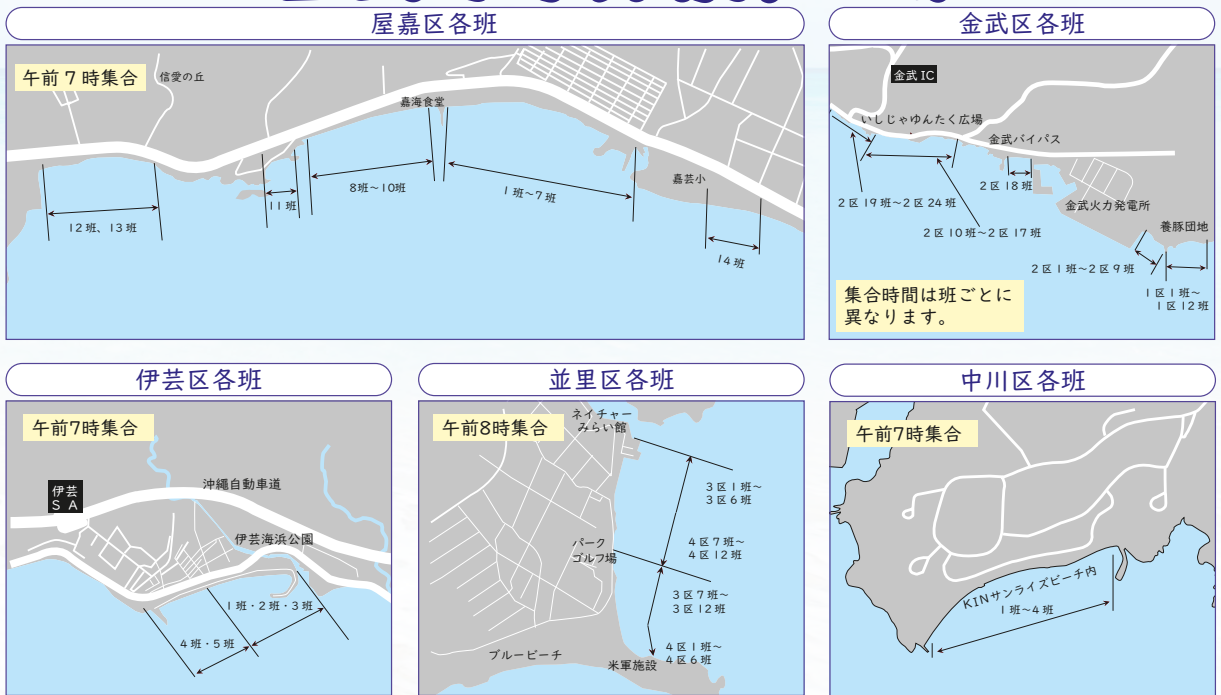 屋嘉区各班
午前7時集合
信愛の丘
嘉海食堂
嘉芸小
12班、13班
11班
8班～10班
1班～7班
14班
金武区各班
金武IC
いしじゃゆんたく広場
金武バイパス
2区18班
2区19班～2区24班
金武火力発電所
2区10班～2区17班
養豚団地
2区1班～2区9班
1区1班～
1区12班
集合時間は班ごとに
異なります。
伊芸区各班
午前7時集合
伊芸
SA
沖縄自動車道
伊芸海浜公園
1班・2班・3班
4班・5班
並里区各班
午前8時集合
ネイチャー
みらい館
3区1班～
3区6班
パーク
ゴルフ場
4区7班～
4区12班
3区7班～
3区12班
4区1班～
4区6班
ブルービーチ
米軍施設
中川区各班
午前7時集合
KINサンライズビーチ内
1班～4班